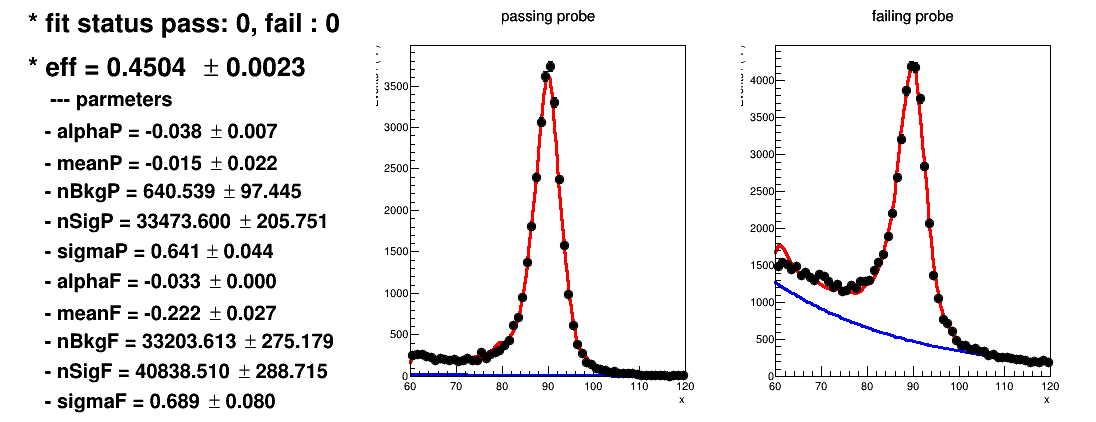 * fit status pass: 0, fail : 0
* eff = 0.4504 ± 0.0023
--- parmeters
- alphaP = -0.038 ± 0.007
- meanP = -0.015 ± 0.022
- nBkgP = 640.539 ± 97.445
- nSigP = 33473.600 ± 205.751
- sigmaP = 0.641 ± 0.044
- alphaF = -0.033 ± 0.000
- meanF = -0.222 ± 0.027
- nBkgF = 33203.613 ± 275.179
- nSigF = 40838.510 ± 288.715
- sigmaF = 0.689 ± 0.080
passing probe
3500
3000
2500
2000
1500
1000
500
0
60 70 80 90 100 110 120
x
failing probe
4000
3500
3000
2500
2000
1500
1000
500
0
60 70 80 90 100 110 120
x